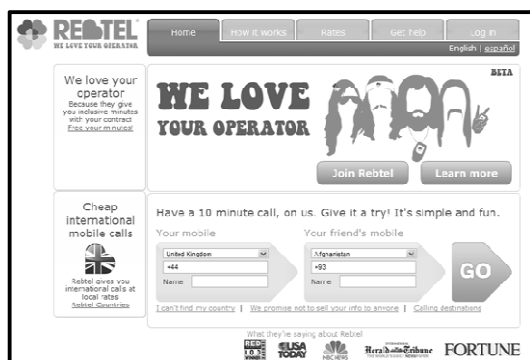 REBTEL
WE LOVE YOUR OPERATOR
Home
How it works
Rates
Get help
Log in
English | español
We love your
operator
Because they give
you inclusive minutes
with your contract
Free your minutes!
BETA
WE LOVE
YOUR OPERATOR
Join Rebtel
Learn more
Cheap
international
mobile calls
Rebtel gives you
international calls at
local rates
Rebtel Countries
Have a 10 minute call, on us. Give it a try! It's simple and fun.
Your mobile
United Kingdom
+44
Name
Your friend's mobile
Afghanistan
+93
Name
GO
I can't find my country | We promise not to sell your info to anyone | Calling destinations
What they're saying about Rebtel
RED
USA
TODAY
NBC NEWS
Herald Tribune
FORTUNE